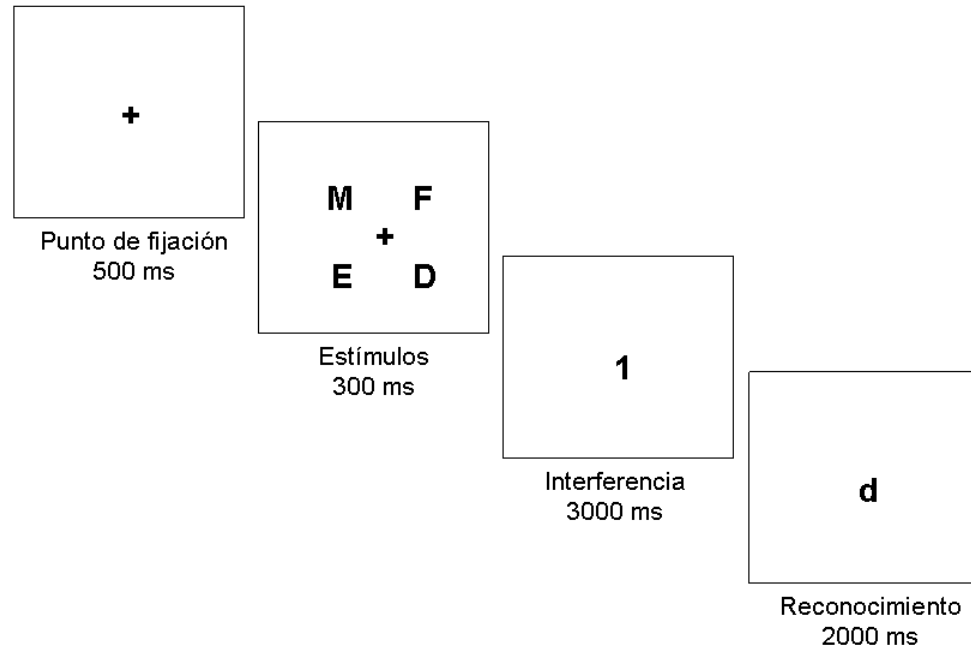 +
Punto de fijación
500 ms
M F
+
E D
Estímulos
300 ms
1
Interferencia
3000 ms
d
Reconocimiento
2000 ms